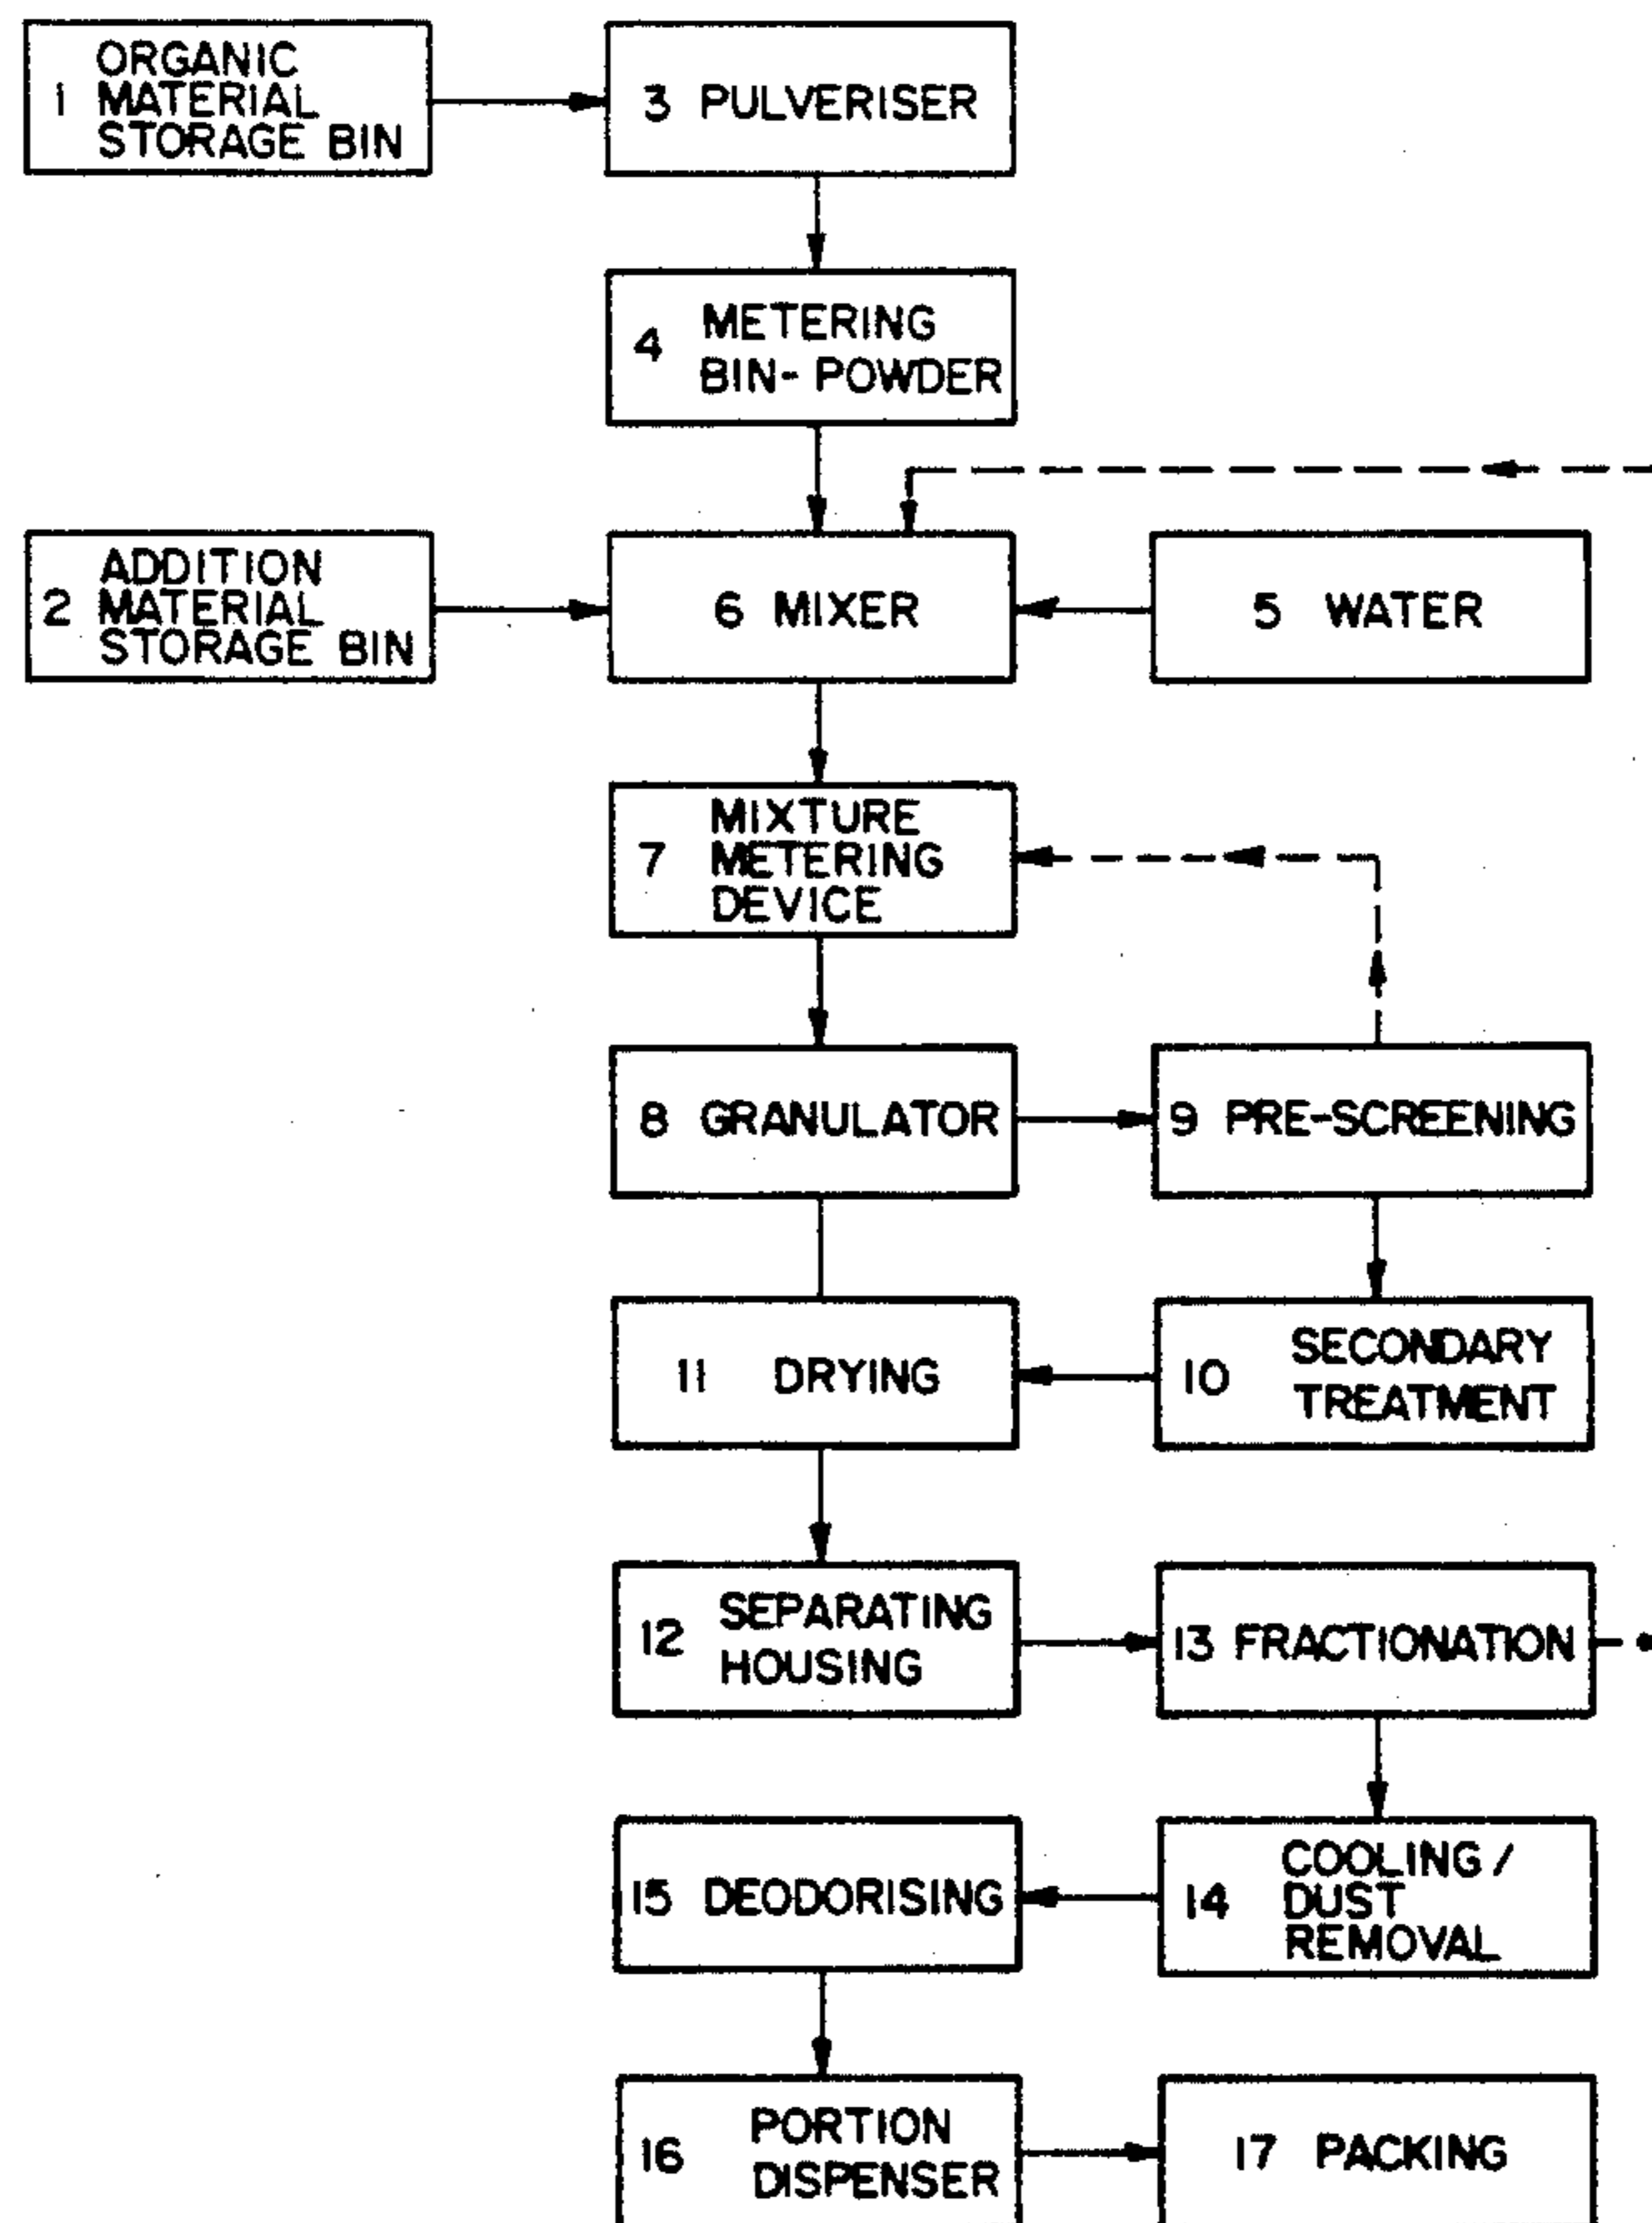 1 ORGANIC
MATERIAL
STORAGE BIN
3 PULVERISER
4 METERING
BIN- POWDER
2 ADDITION
MATERIAL
STORAGE BIN
6 MIXER
5 WATER
7 MIXTURE
METERING
DEVICE
8 GRANULATOR
9 PRE-SCREENING
11 DRYING
10 SECONDARY
TREATMENT
12 SEPARATING
HOUSING
13 FRACTIONATION
15 DEODORISING
14 COOLING /
DUST
REMOVAL
16 PORTION
DISPENSER
17 PACKING